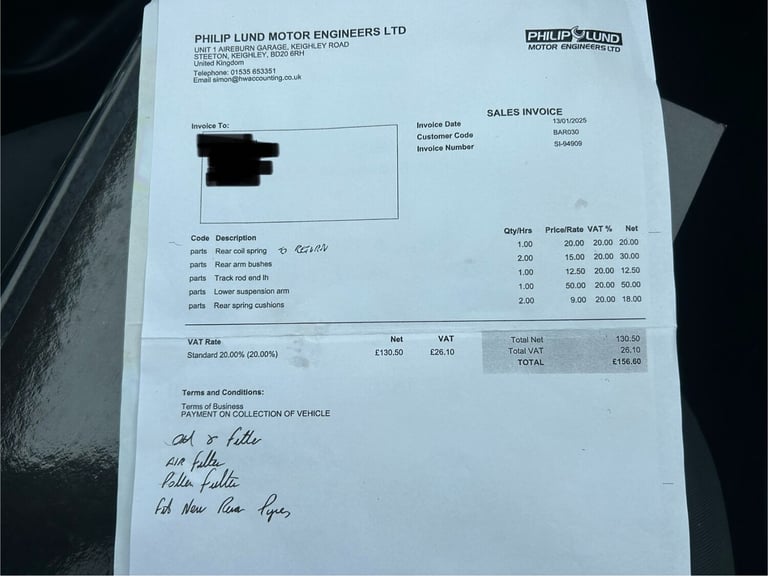 PHILIP LUND MOTOR ENGINEERS LTD
UNIT 1 AIREBURN GARAGE, KEIGHLEY ROAD
STEETON, KEIGHLEY, BD20 6RH
United Kingdom
Telephone: 01535 653351
Email simon@hwaccounting.co.uk
PHILIP LUND
MOTOR ENGINEERS LTD
SALES INVOICE
Invoice To:
Invoice Date 13/01/2025
Customer Code BAR030
Invoice Number SI-94909
Code Description Qty/Hrs Price/Rate VAT % Net
parts Rear coil spring TO RETURN 1.00 20.00 20.00 20.00
parts Rear arm bushes 2.00 15.00 20.00 30.00
parts Track rod end lh 1.00 12.50 20.00 12.50
parts Lower suspension arm 1.00 50.00 20.00 50.00
parts Rear spring cushions 2.00 9.00 20.00 18.00
VAT Rate Net VAT
Standard 20.00% (20.00%) £130.50 £26.10
Total Net 130.50
Total VAT 26.10
TOTAL £156.60
Terms and Conditions:
Terms of Business
PAYMENT ON COLLECTION OF VEHICLE
Filter
AIR Filter
Pollen Filter
New Rear